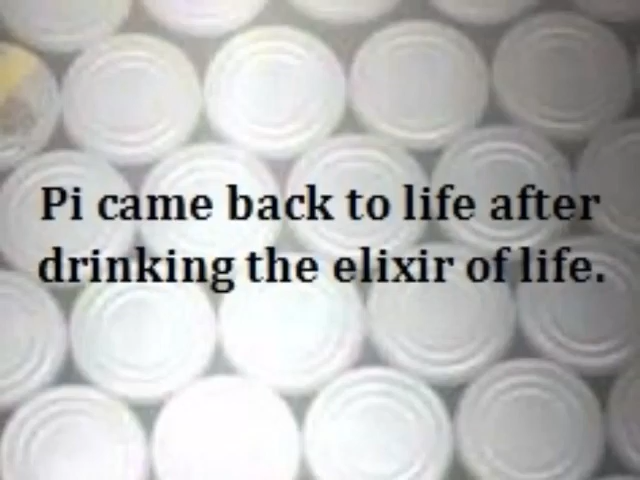 Pi came back to life after
drinking the elixir of life.